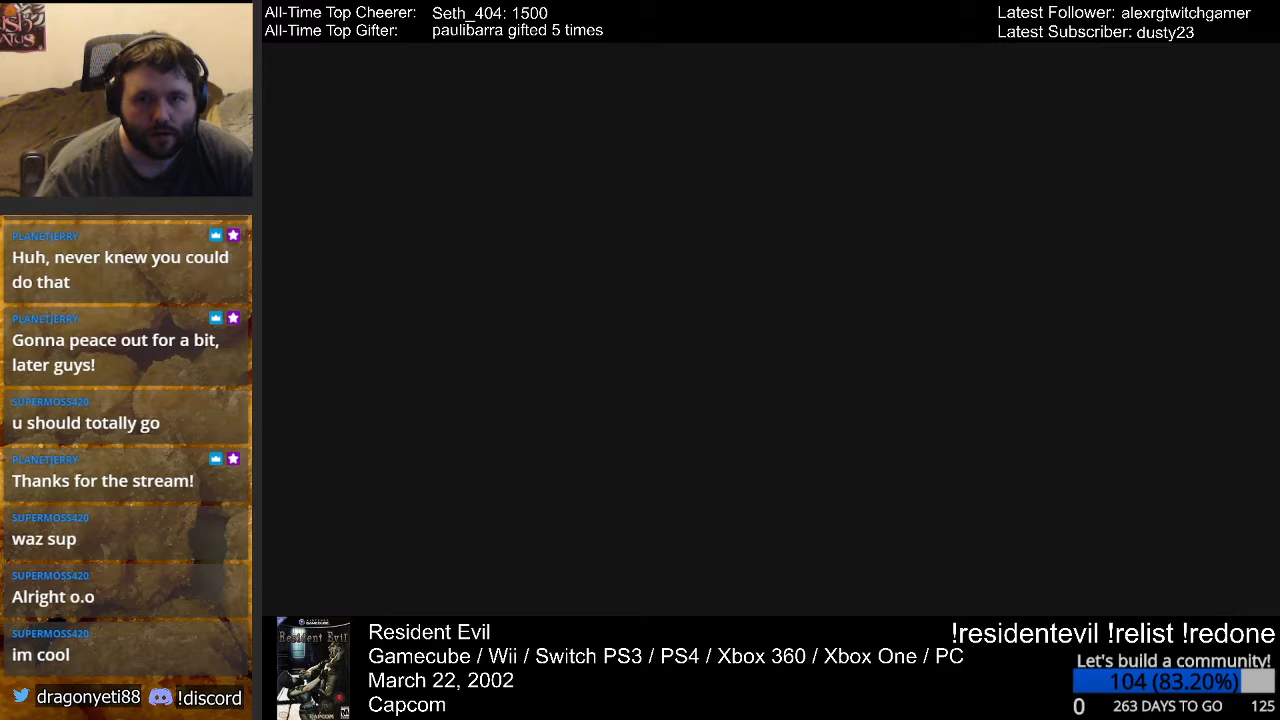 All-Time Top Cheerer: Seth_404: 1500
All-Time Top Gifter: paulibarra gifted 5 times
Latest Follower: alexrgtwitchgamer
Latest Subscriber: dusty23
PLANETJERRY
Huh, never knew you could
do that
PLANETJERRY
Gonna peace out for a bit,
later guys!
SUPERMOSS420
u should totally go
PLANETJERRY
Thanks for the stream!
SUPERMOSS420
waz sup
SUPERMOSS420
Alright o.o
SUPERMOSS420
im cool
dragonyeti88 !discord
Resident Evil
CAPCOM
Resident Evil
Gamecube / Wii / Switch PS3 / PS4 / Xbox 360 / Xbox One / PC
March 22, 2002
Capcom
!residentevil !relist !redone
Let's build a community!
104 (83.20%)
0 263 DAYS TO GO 125